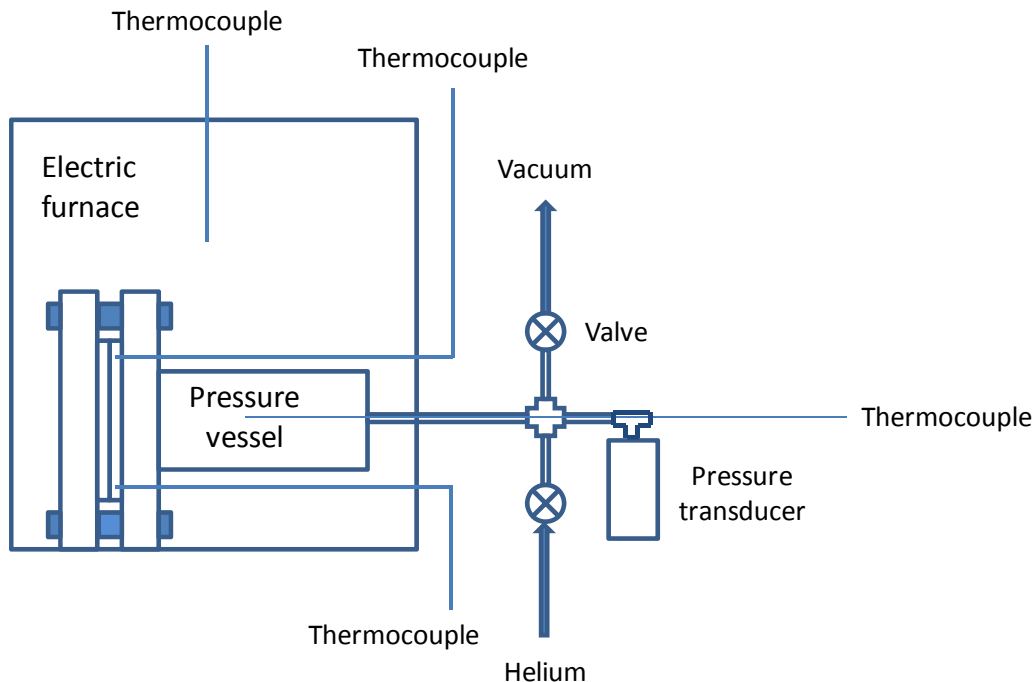 Thermocouple
Thermocouple
Electric
furnace
Vacuum
Valve
Pressure
vessel
Thermocouple
Pressure
transducer
Thermocouple
Helium